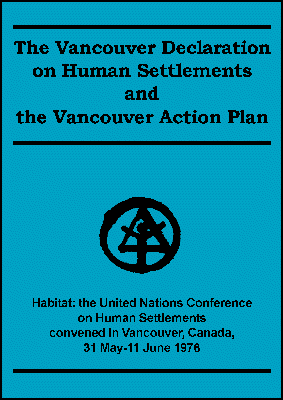 The Vancouver Declaration
on Human Settlements
and
the Vancouver Action Plan
Habitat: the United Nations Conference
on Human Settlements
convened in Vancouver, Canada,
31 May-11 June 1976